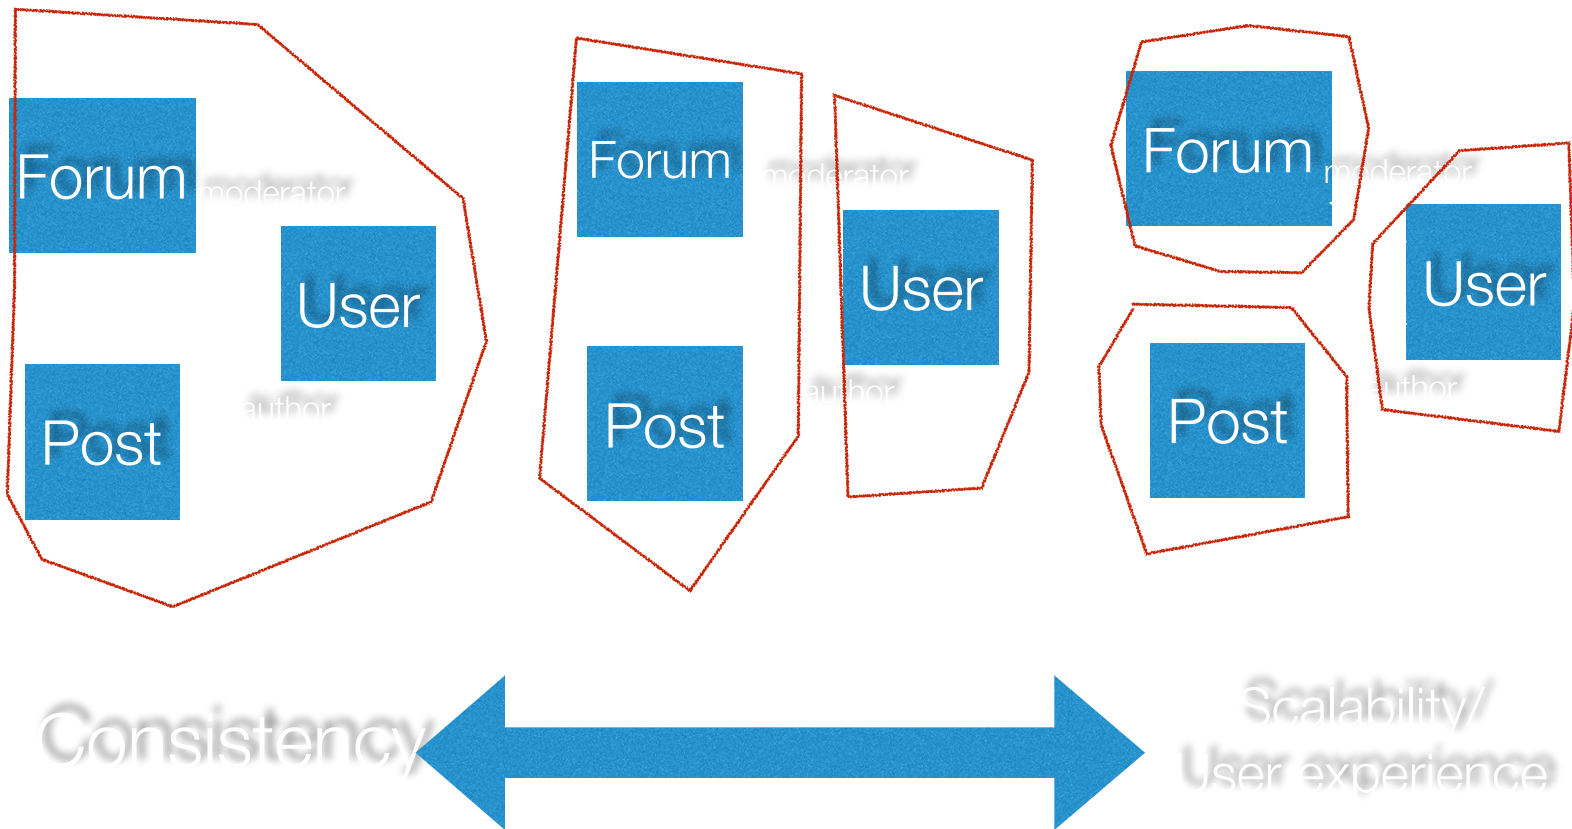 Forum
moderator
User
author
Post
Forum
moderator
User
author
Post
Forum
moderator
User
author
Post
Consistency
Scalability/
User experience